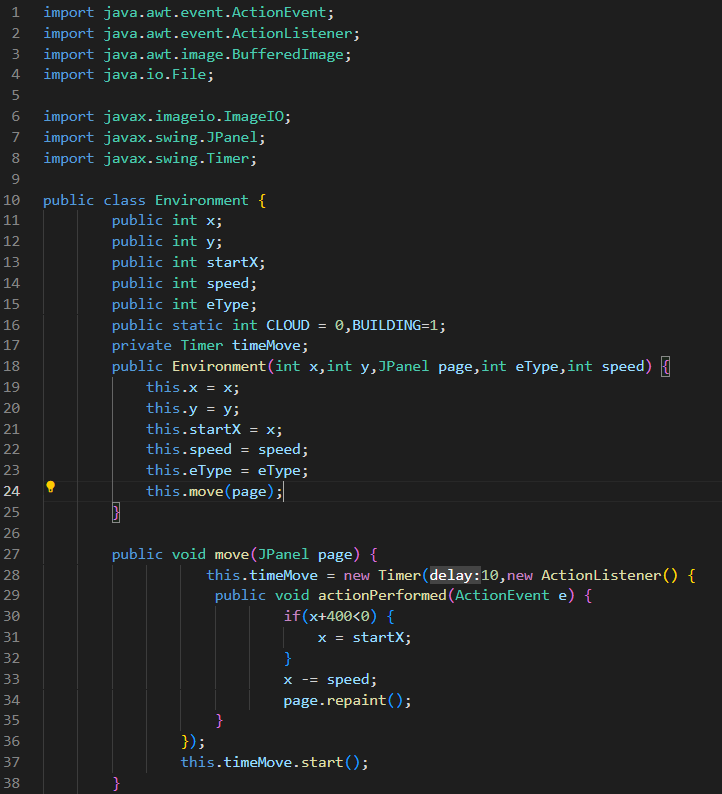 1 import java.awt.event.ActionEvent;
2 import java.awt.event.ActionListener;
3 import java.awt.image.BufferedImage;
4 import java.io.File;
5
6 import javax.imageio.ImageIO;
7 import javax.swing.JPanel;
8 import javax.swing.Timer;
9
10 public class Environment {
11 public int x;
12 public int y;
13 public int startX;
14 public int speed;
15 public int eType;
16 public static int CLOUD = 0,BUILDING=1;
17 private Timer timeMove;
18 public Environment(int x,int y,JPanel page,int eType,int speed) {
19 this.x = x;
20 this.y = y;
21 this.startX = x;
22 this.speed = speed;
23 this.eType = eType;
24 this.move(page);
25 }
26
27 public void move(JPanel page) {
28 this.timeMove = new Timer(delay:10,new ActionListener() {
29 public void actionPerformed(ActionEvent e) {
30 if(x+400<0) {
31 x = startX;
32 }
33 x -= speed;
34 page.repaint();
35 }
36 });
37 this.timeMove.start();
38 }